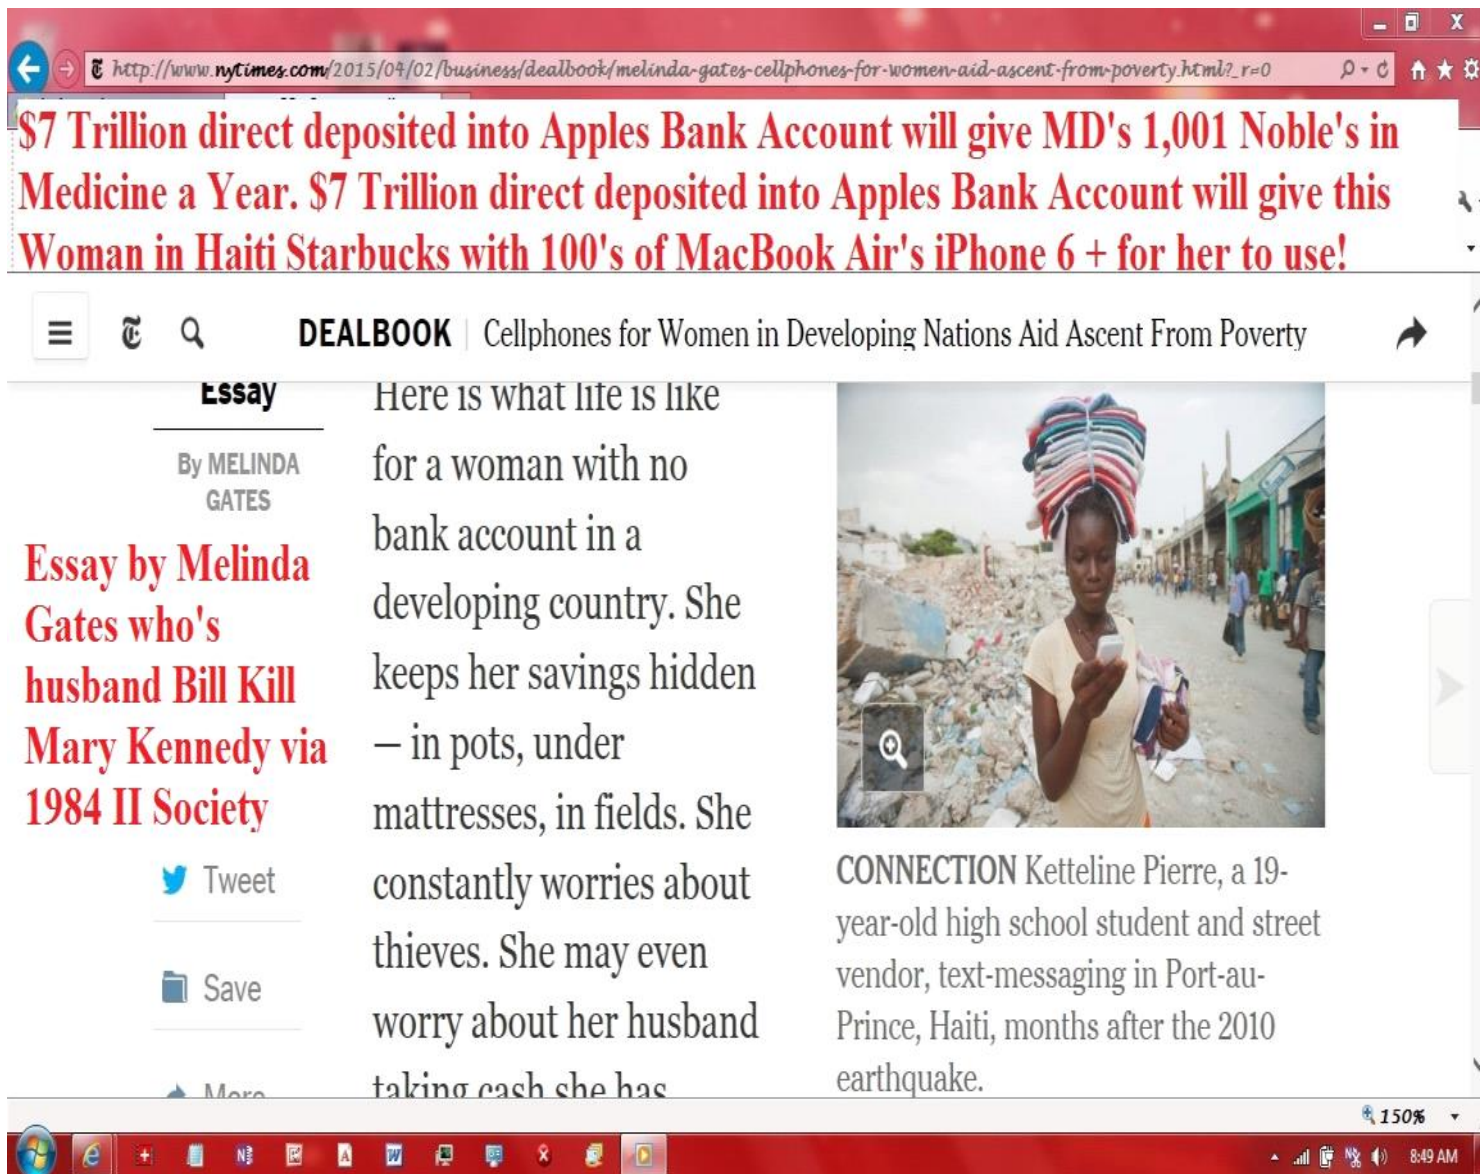 http://www.nytimes.com/2015/04/02/business/dealbook/melinda-gates-cellphones-for-women-aid-ascent-from-poverty.html?_r=0
$7 Trillion direct deposited into Apples Bank Account will give MD's 1,001 Noble's in
Medicine a Year. $7 Trillion direct deposited into Apples Bank Account will give this
Woman in Haiti Starbucks with 100's of MacBook Air's iPhone 6 + for her to use!
DEALBOOK | Cellphones for Women in Developing Nations Aid Ascent From Poverty
Essay
By MELINDA
GATES
Essay by Melinda
Gates who's
husband Bill Kill
Mary Kennedy via
1984 II Society
Tweet
Save
More
Here is what life is like
for a woman with no
bank account in a
developing country. She
keeps her savings hidden
— in pots, under
mattresses, in fields. She
constantly worries about
thieves. She may even
worry about her husband
taking cash she has
CONNECTION Ketteline Pierre, a 19-
year-old high school student and street
vendor, text-messaging in Port-au-
Prince, Haiti, months after the 2010
earthquake.
150%
8:49 AM